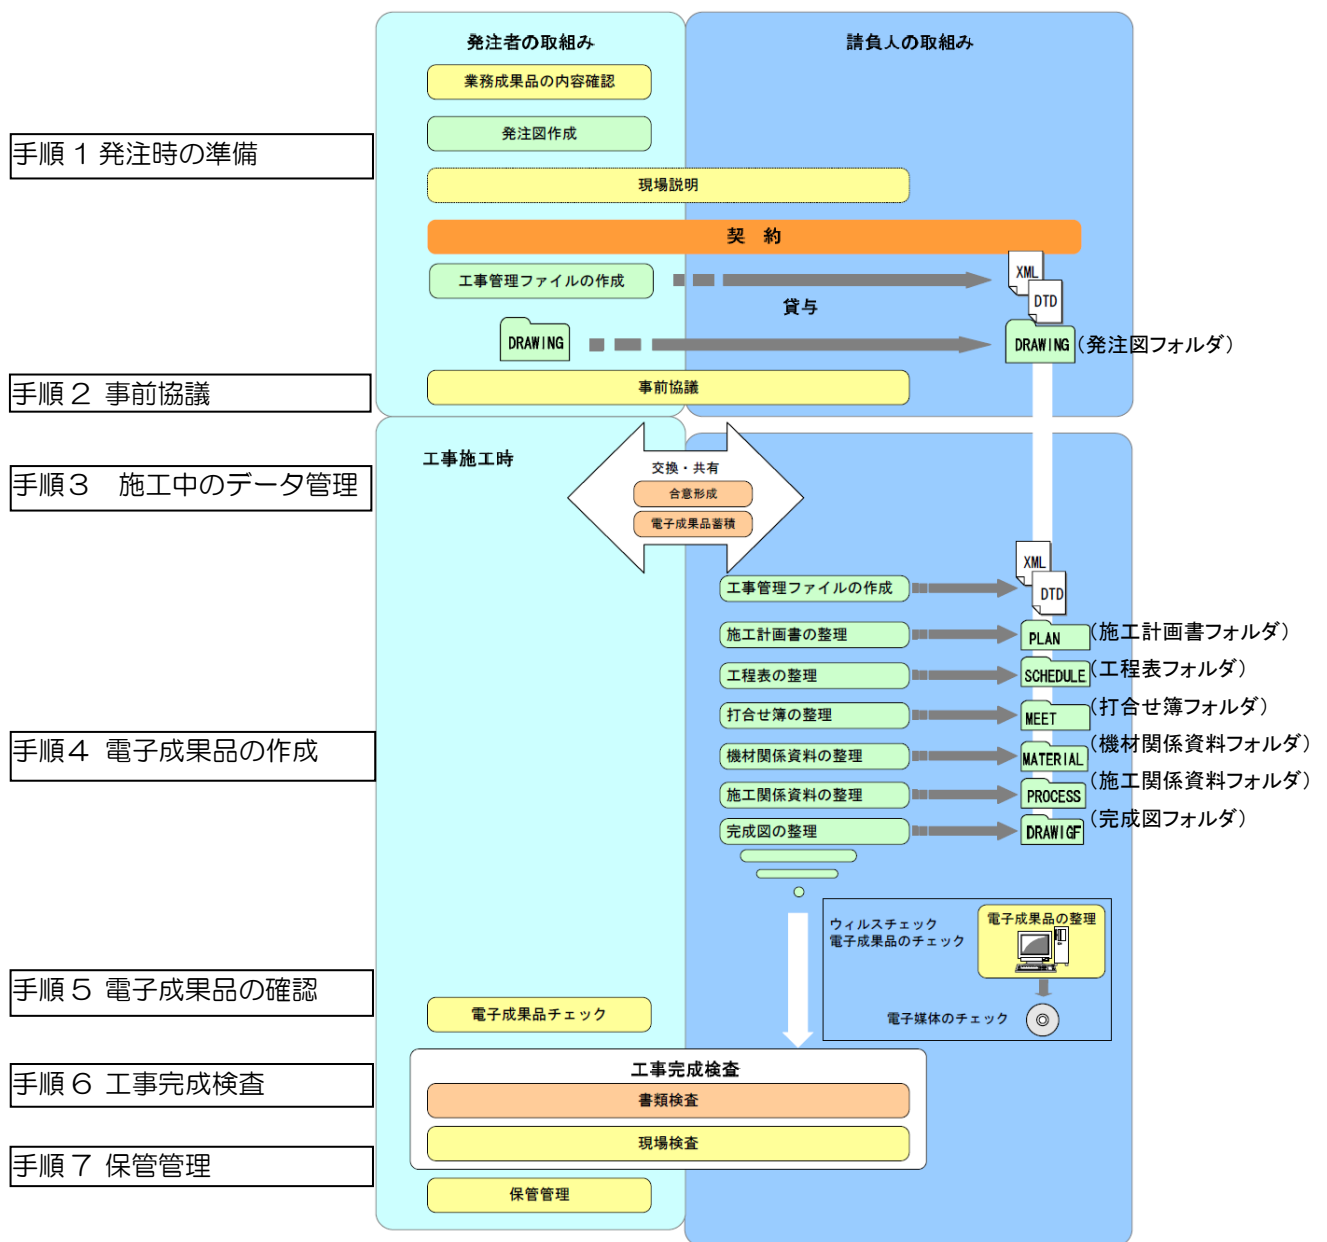 発注者の取組み
請負人の取組み
業務成果品の内容確認
発注図作成
手順1 発注時の準備
現場説明
契　約
工事管理ファイルの作成
XML
DTD
貸与
DRAWING
DRAWING
(発注図フォルダ)
手順2 事前協議
事前協議
工事施工時
手順3　施工中のデータ管理
交換・共有
合意形成
電子成果品蓄積
XML
DTD
工事管理ファイルの作成
施工計画書の整理
PLAN
(施工計画書フォルダ)
工程表の整理
SCHEDULE
(工程表フォルダ)
打合せ簿の整理
MEET
(打合せ簿フォルダ)
手順4 電子成果品の作成
機材関係資料の整理
MATERIAL
(機材関係資料フォルダ)
施工関係資料の整理
PROCESS
(施工関係資料フォルダ)
完成図の整理
DRAWIGF
(完成図フォルダ)
ウィルスチェック
電子成果品のチェック
電子成果品の整理
手順5 電子成果品の確認
電子成果品チェック
電子媒体のチェック
工事完成検査
手順6 工事完成検査
書類検査
現場検査
手順7 保管管理
保管管理